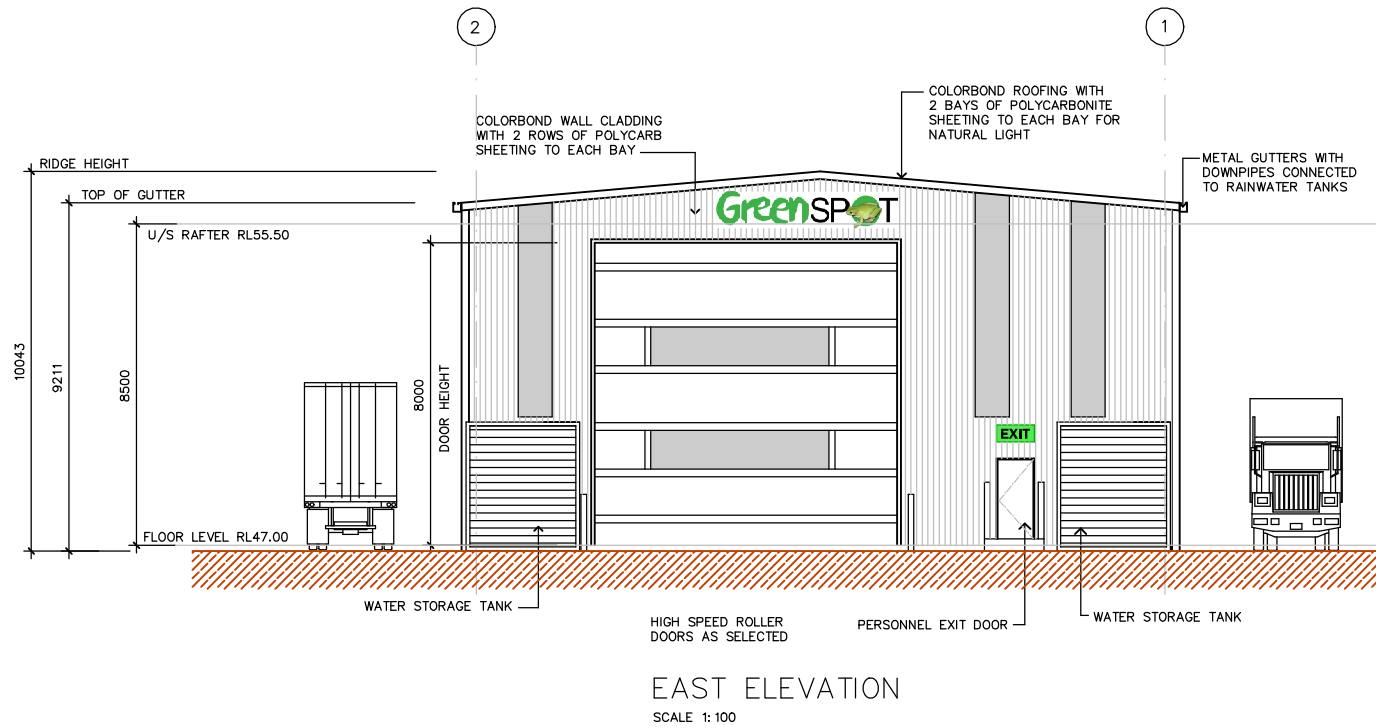 2
1
COLORBOND ROOFING WITH
2 BAYS OF POLYCARBONITE
SHEETING TO EACH BAY FOR
NATURAL LIGHT
COLORBOND WALL CLADDING
WITH 2 ROWS OF POLYCARB
SHEETING TO EACH BAY
RIDGE HEIGHT
METAL GUTTERS WITH
DOWNPIPES CONNECTED
TO RAINWATER TANKS
TOP OF GUTTER
GreenSPOT
U/S RAFTER RL55.50
10043
9211
8500
8000
DOOR HEIGHT
EXIT
FLOOR LEVEL RL47.00
WATER STORAGE TANK
HIGH SPEED ROLLER
DOORS AS SELECTED
PERSONNEL EXIT DOOR
WATER STORAGE TANK
EAST ELEVATION
SCALE 1:100